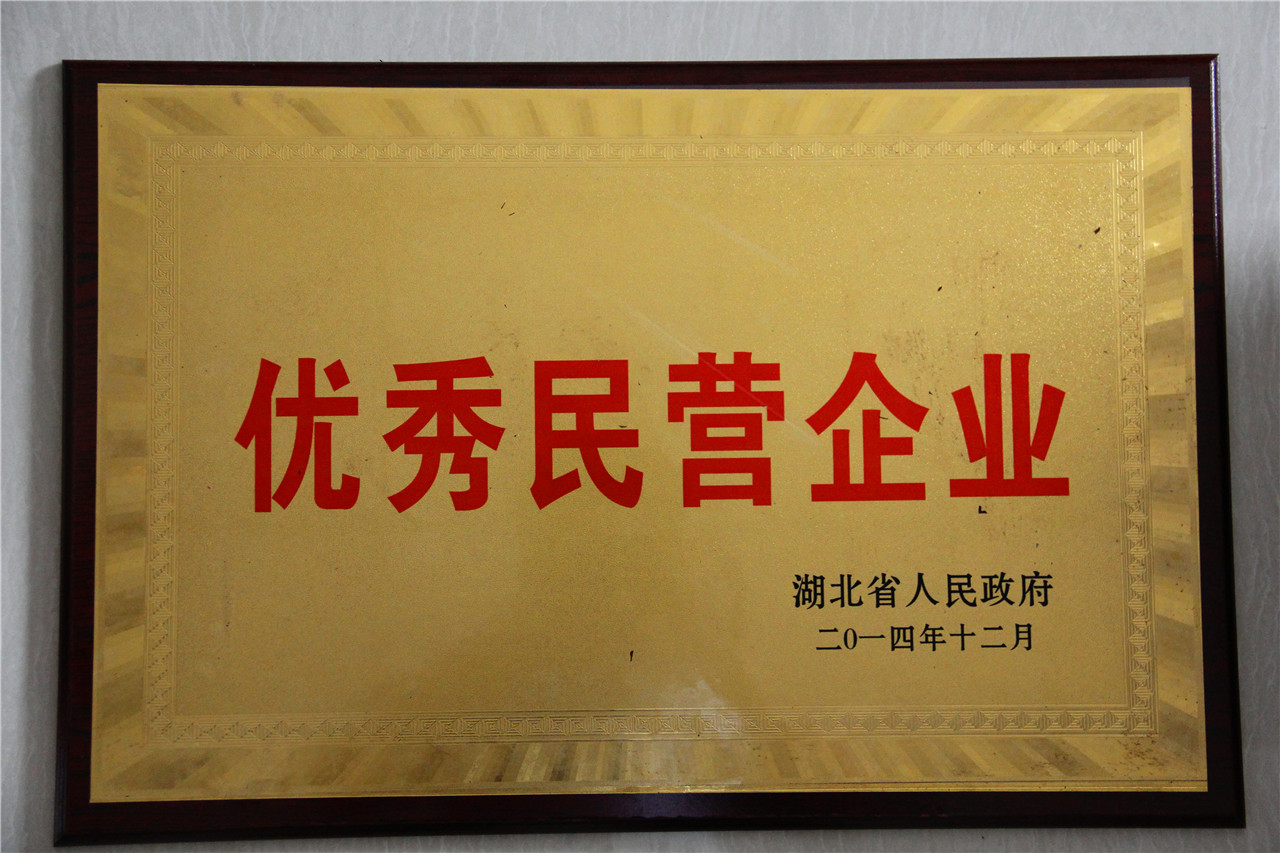 优秀民营企业
湖北省人民政府
二0一四年十二月